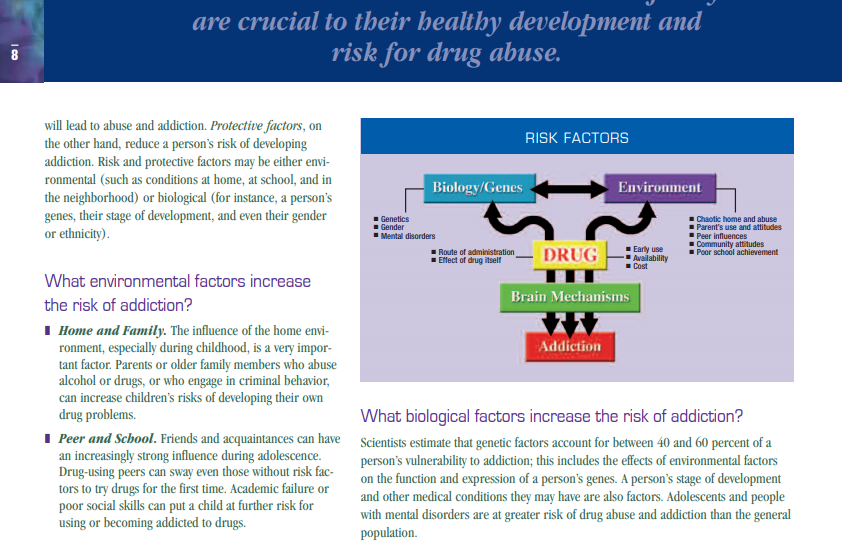 are crucial to their healthy development and
risk for drug abuse.
8
will lead to abuse and addiction. Protective factors, on
the other hand, reduce a person's risk of developing
addiction. Risk and protective factors may be either envi-
ronmental (such as conditions at home, at school, and in
the neighborhood) or biological (for instance, a person's
genes, their stage of development, and even their gender
or ethnicity).
What environmental factors increase
the risk of addiction?
Home and Family. The influence of the home envi-
ronment, especially during childhood, is a very impor-
tant factor. Parents or older family members who abuse
alcohol or drugs, or who engage in criminal behavior,
can increase children's risks of developing their own
drug problems.
Peer and School. Friends and acquaintances can have
an increasingly strong influence during adolescence.
Drug-using peers can sway even those without risk fac-
tors to try drugs for the first time. Academic failure or
poor social skills can put a child at further risk for
using or becoming addicted to drugs.
RISK FACTORS
Biology/Genes
Environment
■ Genetics
■ Gender
■ Mental disorders
■ Chaotic home and abuse
■ Parent's use and attitudes
■ Peer influences
■ Community attitudes
■ Poor school achievement
■ Route of administration
■ Effect of drug itself
DRUG
■ Early use
■ Availability
■ Cost
Brain Mechanisms
Addiction
What biological factors increase the risk of addiction?
Scientists estimate that genetic factors account for between 40 and 60 percent of a
person's vulnerability to addiction; this includes the effects of environmental factors
on the function and expression of a person's genes. A person's stage of development
and other medical conditions they may have are also factors. Adolescents and people
with mental disorders are at greater risk of drug abuse and addiction than the general
population.